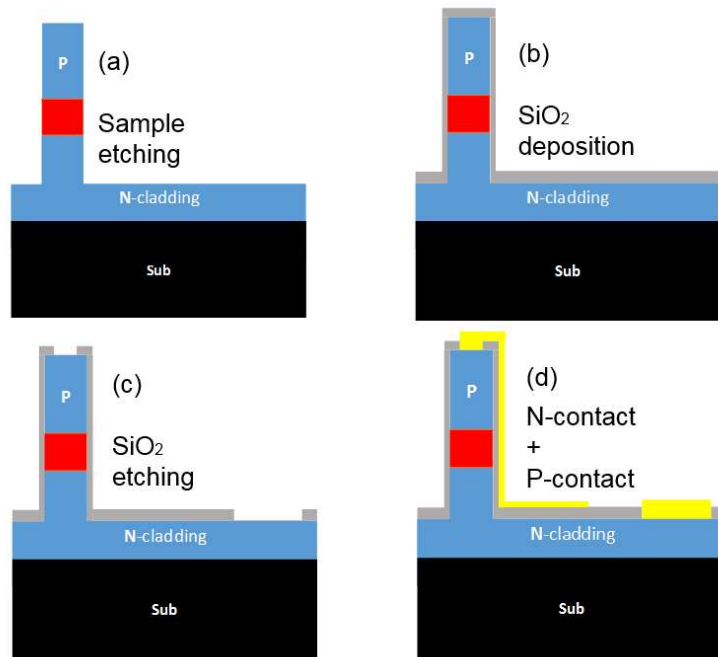 P
(a)
Sample
etching
N-cladding
Sub
P
(b)
SiO₂
deposition
N-cladding
Sub
P
(c)
SiO₂
etching
N-cladding
Sub
P
(d)
N-contact
+
P-contact
N-cladding
Sub